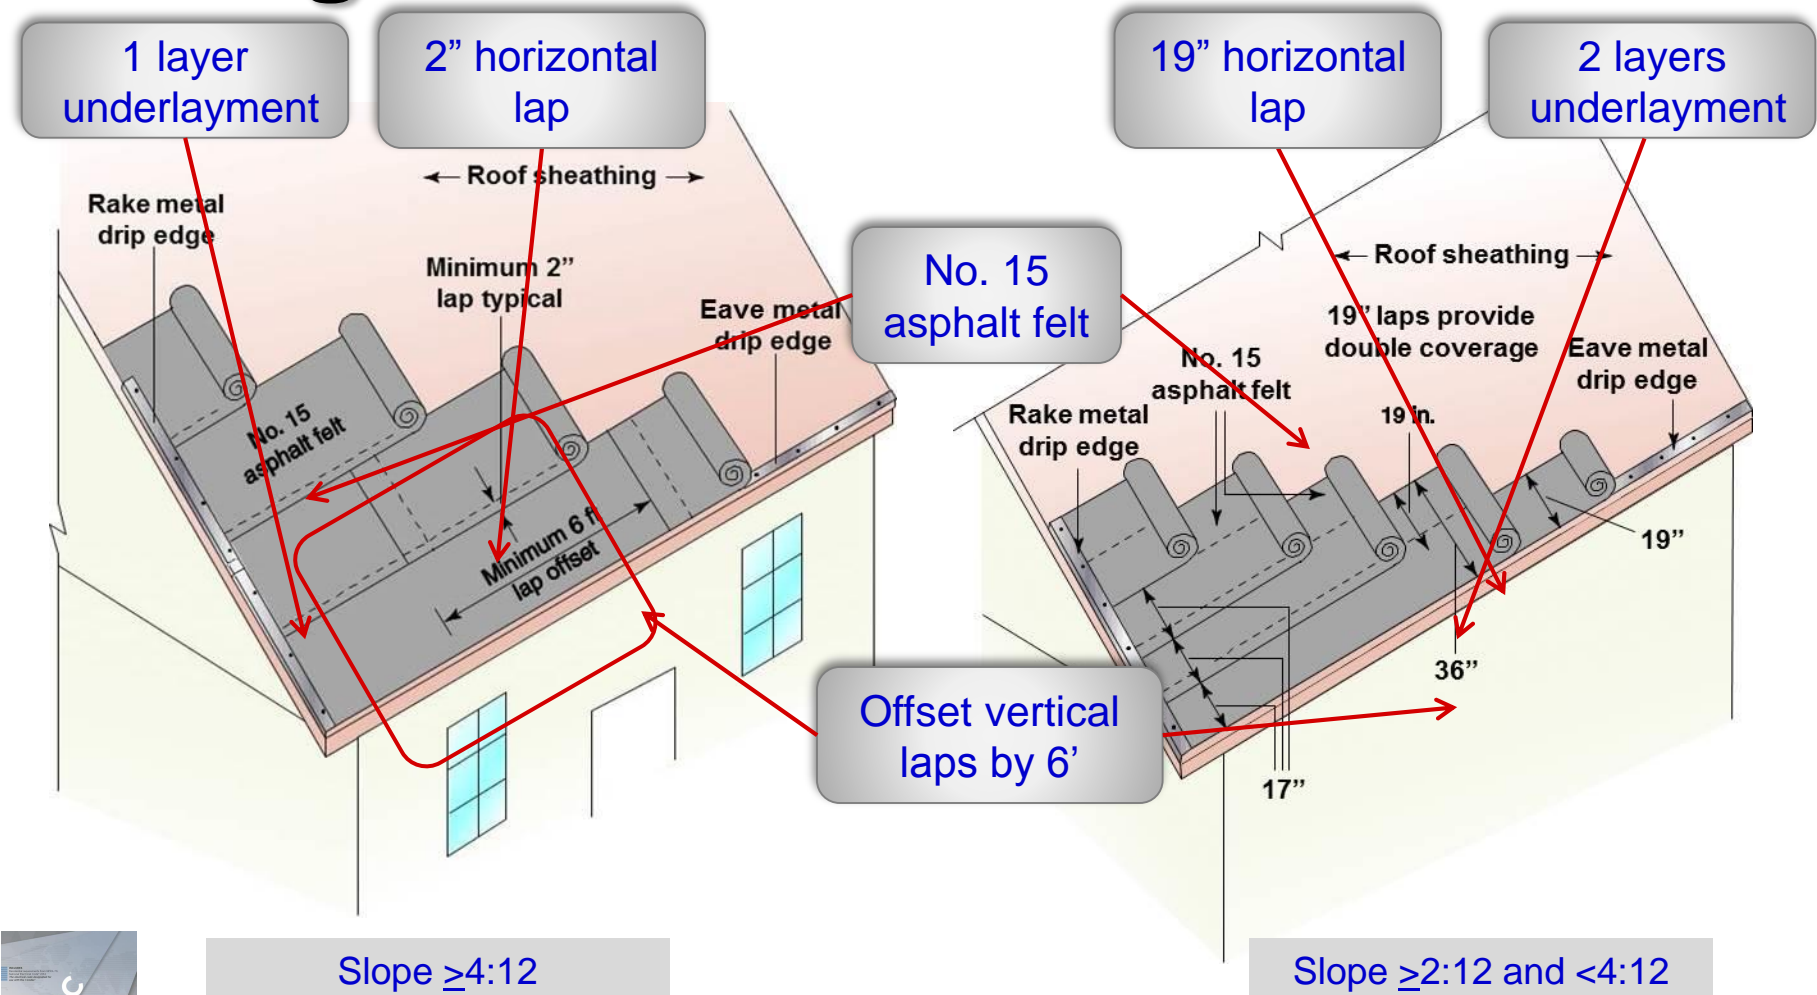 1 layer
underlayment
2” horizontal
lap
19” horizontal
lap
2 layers
underlayment
Roof sheathing
Rake metal
drip edge
Minimum 2”
lap typical
Eave metal
drip edge
No. 15
asphalt felt
No. 15
asphalt felt
Minimum 6 ft
lap offset
Roof sheathing
19” laps provide
double coverage
Eave metal
drip edge
No. 15
asphalt felt
Rake metal
drip edge
19 in.
19”
36”
17”
Offset vertical
laps by 6’
Slope ≥4:12
Slope ≥2:12 and <4:12